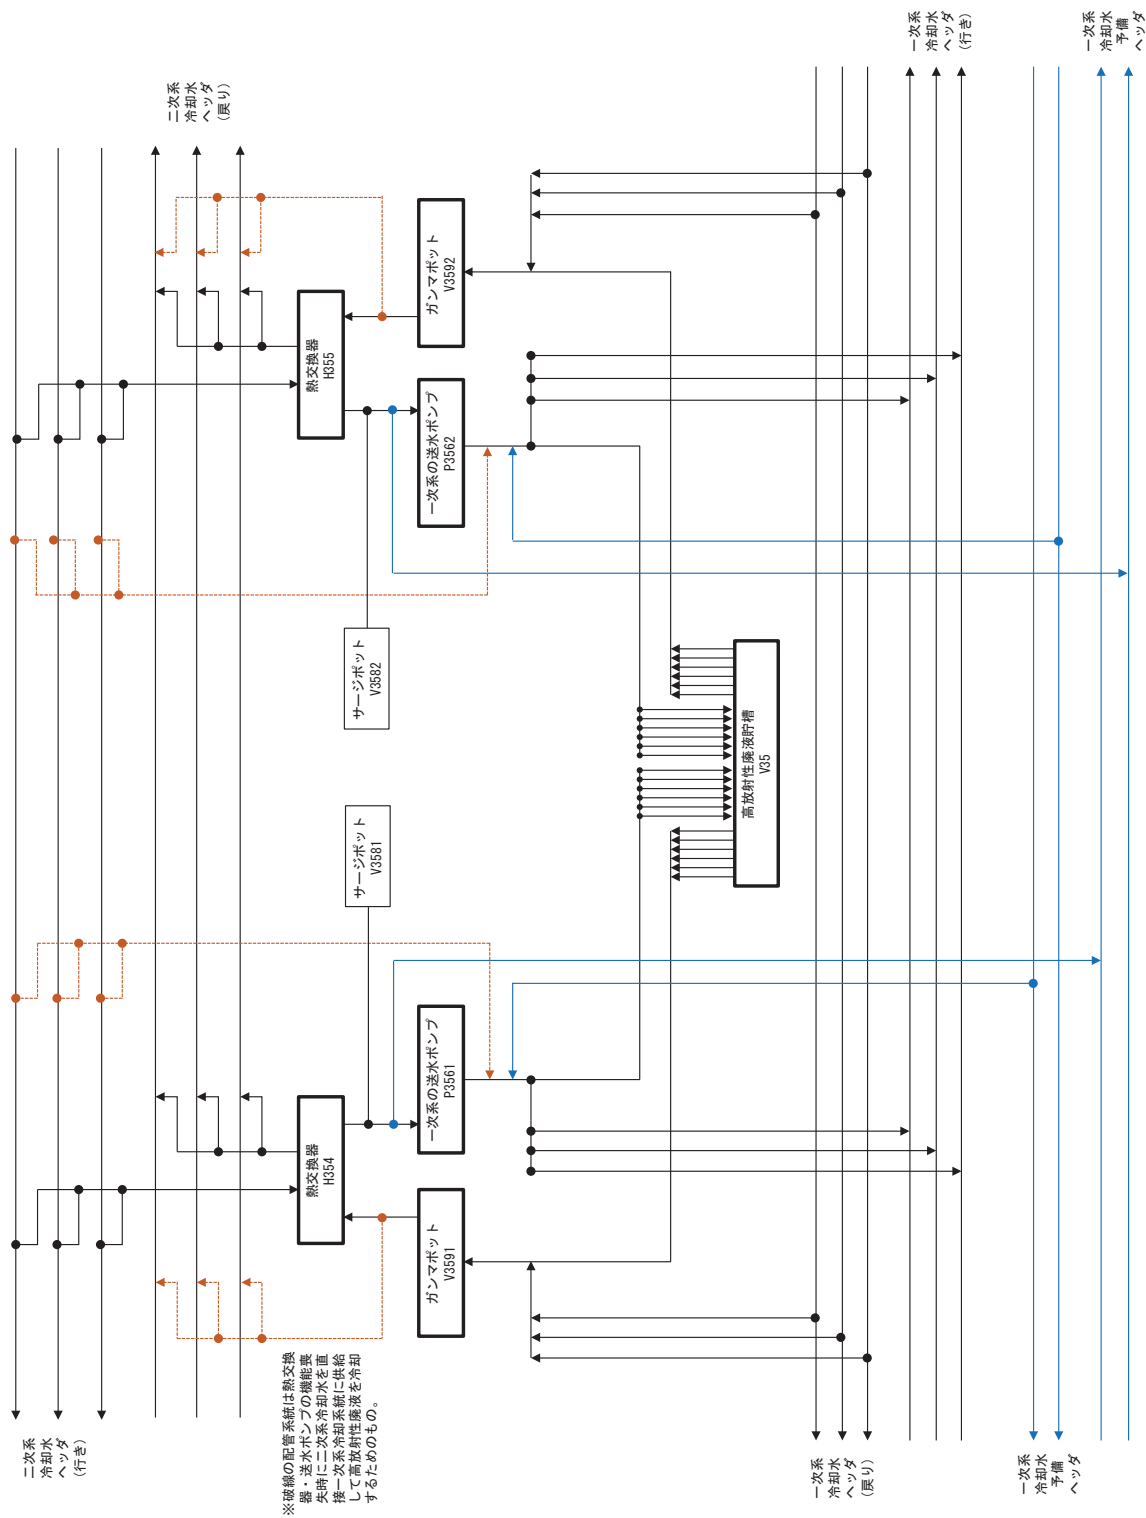 二次系
冷却水
ヘッダ
(戻り)
一次系
冷却水
ヘッダ
(行き)
一次系
冷却水
予備
ヘッダ
ガンマポット
V3592
熱交換器
H355
一次系の送水ポンプ
P3562
サージポット
V3582
サージポット
V3581
高放射性廃液貯槽
V35
一次系の送水ポンプ
P3561
熱交換器
H354
ガンマポット
V3591
※破線の配管系統は熱交換
器・送水ポンプの機能喪
失時に二次系冷却水を直
接一次系冷却系統に供給
して高放射性廃液を冷却
するためのもの。
二次系
冷却水
ヘッダ
(行き)
一次系
冷却水
ヘッダ
(戻り)
一次系
冷却水
予備
ヘッダ